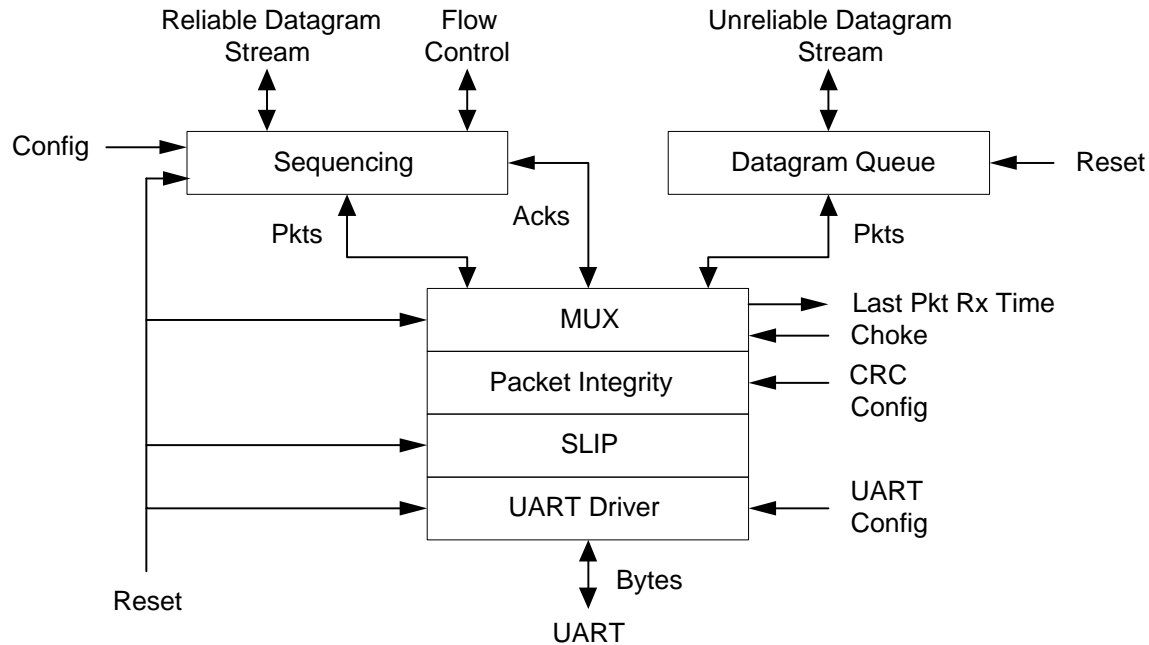 Reliable Datagram
Stream
Flow
Control
Unreliable Datagram
Stream
Config
Sequencing
Datagram Queue
Reset
Pkts
Acks
Pkts
MUX
Last Pkt Rx Time
Choke
Packet Integrity
CRC
Config
SLIP
UART Driver
UART
Config
Bytes
Reset
UART